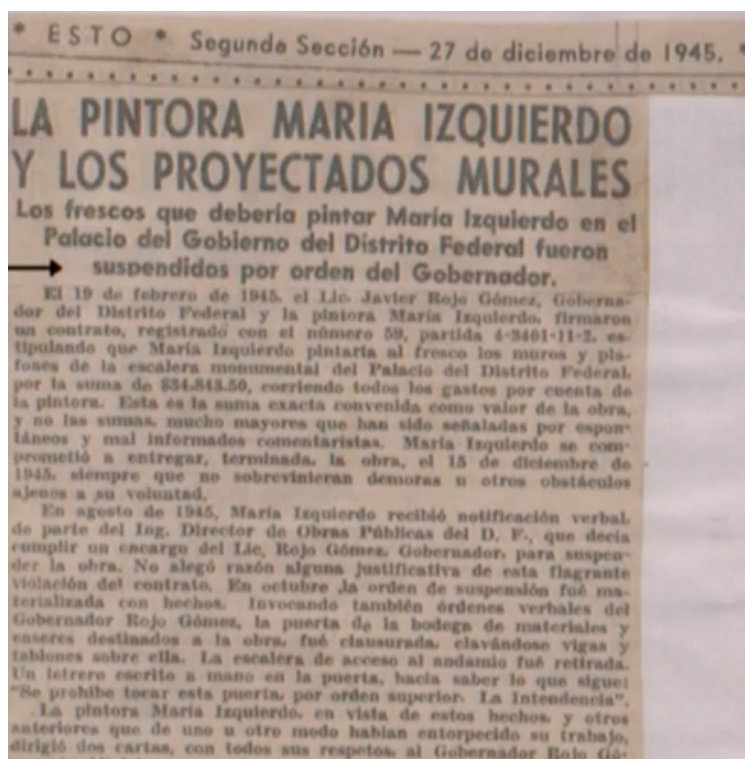 * ESTO * Segunda Sección — 27 de diciembre de 1945. *
LA PINTORA MARIA IZQUIERDO
Y LOS PROYECTADOS MURALES
Los frescos que debería pintar María Izquierdo en el
Palacio del Gobierno del Distrito Federal fueron
suspendidos por orden del Gobernador.
El 19 de febrero de 1945, el Lic. Javier Rojo Gómez, Goberna-
dor del Distrito Federal y la pintora María Izquierdo, firmaron
un contrato, registrado con el número 59, partida 4-3401-11-2, es-
tipulando que María Izquierdo pintaría al fresco los muros y pla-
fones de la escalera monumental del Palacio del Distrito Federal,
por la suma de $34.843.50, corriendo todos los gastos por cuenta de
la pintora. Esta es la suma exacta convenida como valor de la obra,
y no las sumas, mucho mayores que han sido señaladas por espon-
táneos y mal informados comentaristas. María Izquierdo se com-
prometió a entregar, terminada, la obra, el 15 de diciembre de
1945, siempre que no sobrevinieran demoras u otros obstáculos
ajenos a su voluntad.
En agosto de 1945, María Izquierdo recibió notificación verbal,
de parte del Ing. Director de Obras Públicas del D. F., que decía
cumplir un encargo del Lic. Rojo Gómez, Gobernador, para suspen-
der la obra. No alegó razón alguna justificativa de esta flagrante
violación del contrato. En octubre ,la orden de suspensión fué ma-
terializada con hechos. Invocando también órdenes verbales del
Gobernador Rojo Gómez, la puerta de la bodega de materiales y
enseres destinados a la obra, fué clausurada, clavándose vigas y
tablones sobre ella. La escalera de acceso al andamio fué retirada.
Un letrero escrito a mano en la puerta, hacía saber lo que sigue:
"Se prohibe tocar esta puerta, por orden superior. La Intendencia".
La pintora María Izquierdo, en vista de estos hechos, y otros
anteriores que de uno u otro modo habían entorpecido su trabajo,
dirigió dos cartas, con todos sus respetos, al Gobernador Rojo Gó-